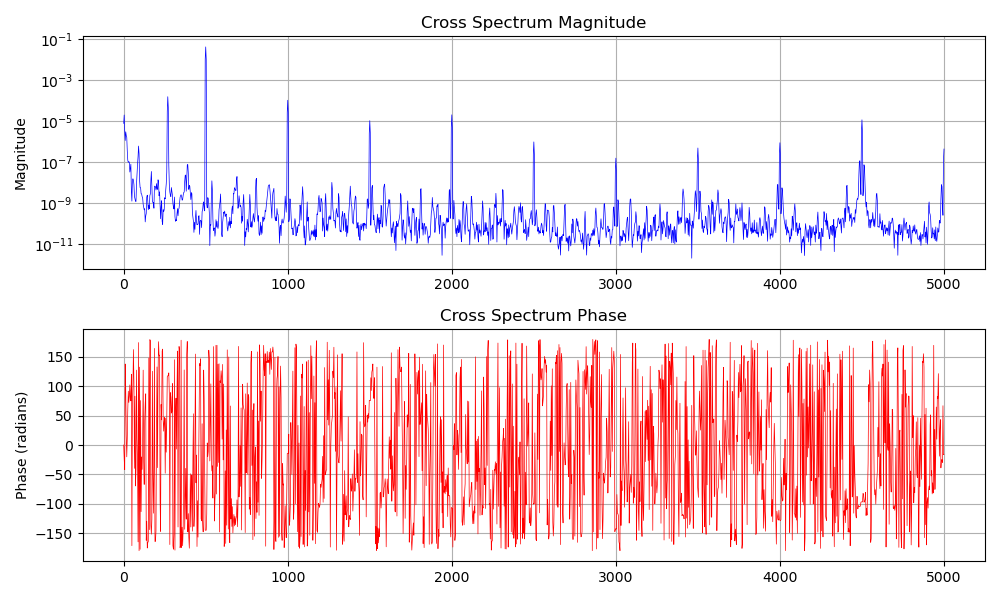 Cross Spectrum Magnitude
Magnitude
10⁻¹
10⁻³
10⁻⁵
10⁻⁷
10⁻⁹
10⁻¹¹
0 1000 2000 3000 4000 5000
Cross Spectrum Phase
Phase (radians)
150
100
50
0
−50
−100
−150
0 1000 2000 3000 4000 5000